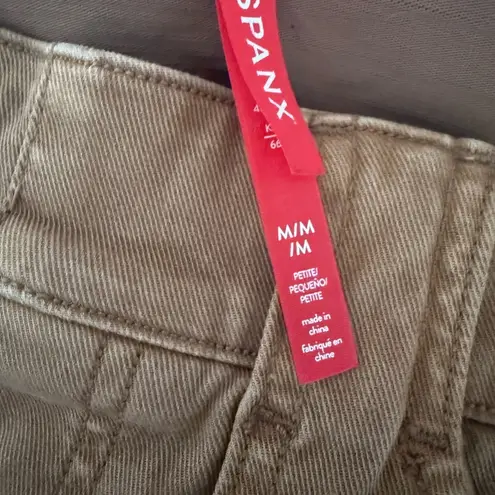 SPANX
M/M
/M
PETITE/
PEQUEÑO/
PETITE
made in
china
fabriqué en
chine